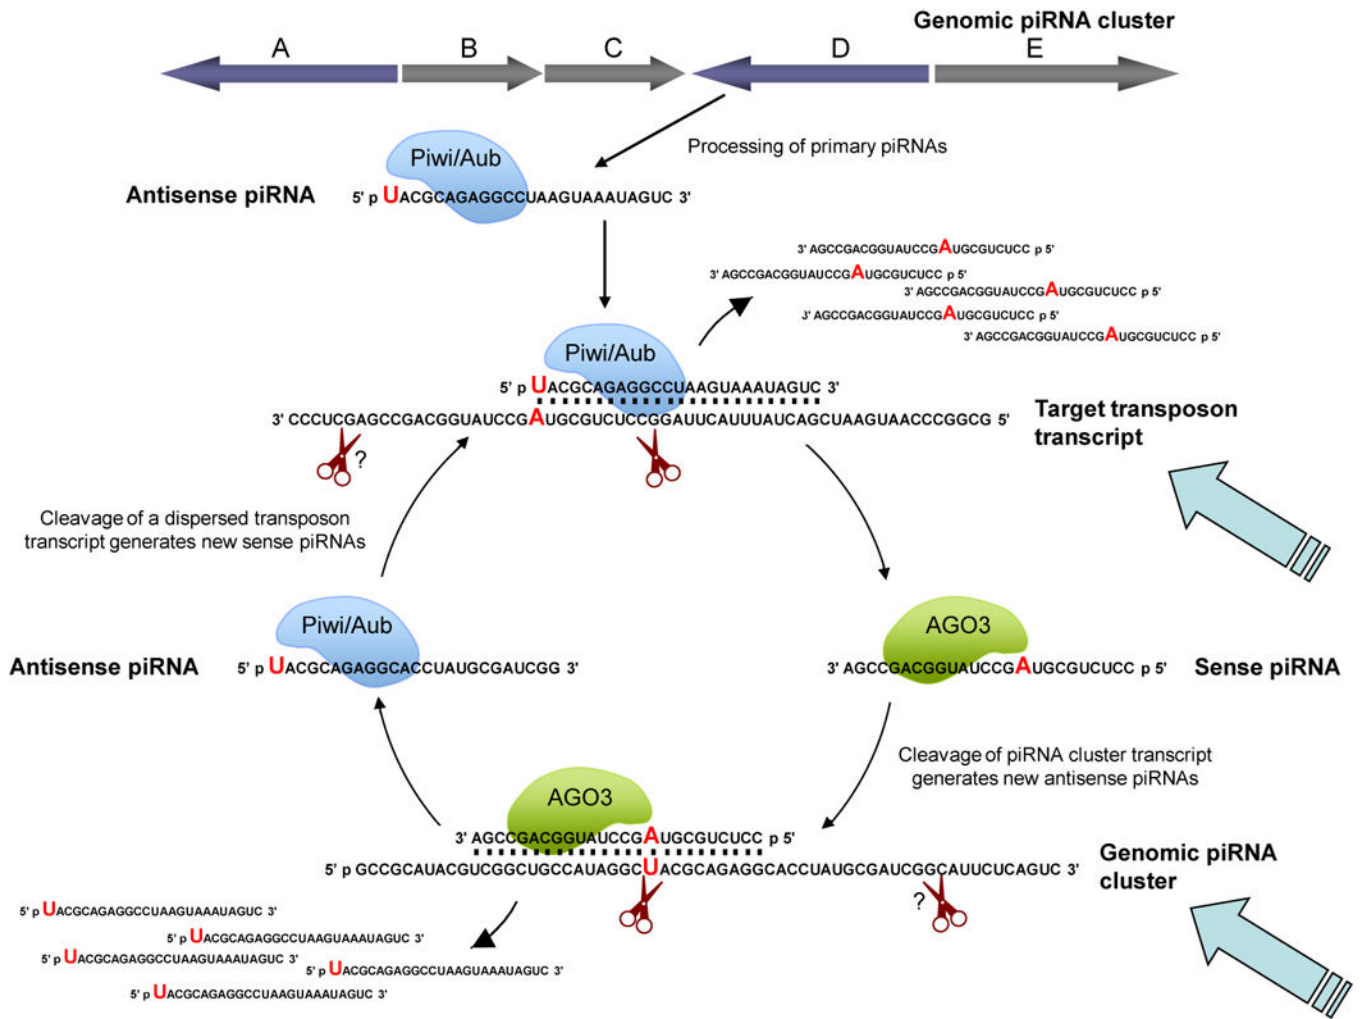 Genomic piRNA cluster
A B C D E
Processing of primary piRNAs
Piwi/Aub
Antisense piRNA
5' p UACGCAGAGGCCUAAGUAAAUAGUC 3'
3' AGCCGACGGUAUCCGAUGCGUCUCC p 5'
3' AGCCGACGGUAUCCGAUGCGUCUCC p 5'
3' AGCCGACGGUAUCCGAUGCGUCUCC p 5'
3' AGCCGACGGUAUCCGAUGCGUCUCC p 5'
3' AGCCGACGGUAUCCGAUGCGUCUCC p 5'
Piwi/Aub
5' p UACGCAGAGGCCUAAGUAAAUAGUC 3'
3' CCCUCGAGCCGACGGUAUCCGAUGCGUCUCCGGAUUCAUUUAUCAGCUAAGUAACCCGGCG 5'
Target transposon
transcript
?
Cleavage of a dispersed transposon
transcript generates new sense piRNAs
Piwi/Aub
Antisense piRNA
5' p UACGCAGAGGCACCUAUGCGAUCGG 3'
AGO3
3' AGCCGACGGUAUCCGAUGCGUCUCC p 5'
Sense piRNA
Cleavage of piRNA cluster transcript
generates new antisense piRNAs
AGO3
3' AGCCGACGGUAUCCGAUGCGUCUCC p 5'
5' p GCCGCAUACGUCGGCUGCCAUAGGCUACGCAGAGGCACCUAUGCGAUCGGCAUUCUCAGUC 3'
Genomic piRNA
cluster
?
5' p UACGCAGAGGCCUAAGUAAAUAGUC 3'
5' p UACGCAGAGGCCUAAGUAAAUAGUC 3'
5' p UACGCAGAGGCCUAAGUAAAUAGUC 3'
5' p UACGCAGAGGCCUAAGUAAAUAGUC 3'
5' p UACGCAGAGGCCUAAGUAAAUAGUC 3'